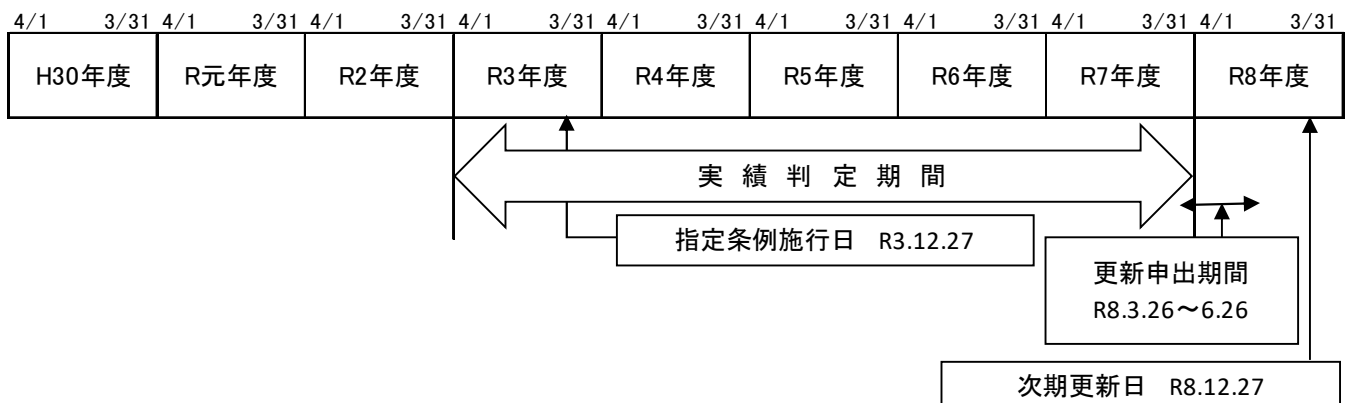 4/1 3/31 4/1 3/31 4/1 3/31 4/1 3/31 4/1 3/31 4/1 3/31 4/1 3/31 4/1 3/31 4/1 3/31
H30年度 R元年度 R2年度 R3年度 R4年度 R5年度 R6年度 R7年度 R8年度
実績判定期間
指定条例施行日 R3.12.27
更新申出期間
R8.3.26～6.26
次期更新日 R8.12.27